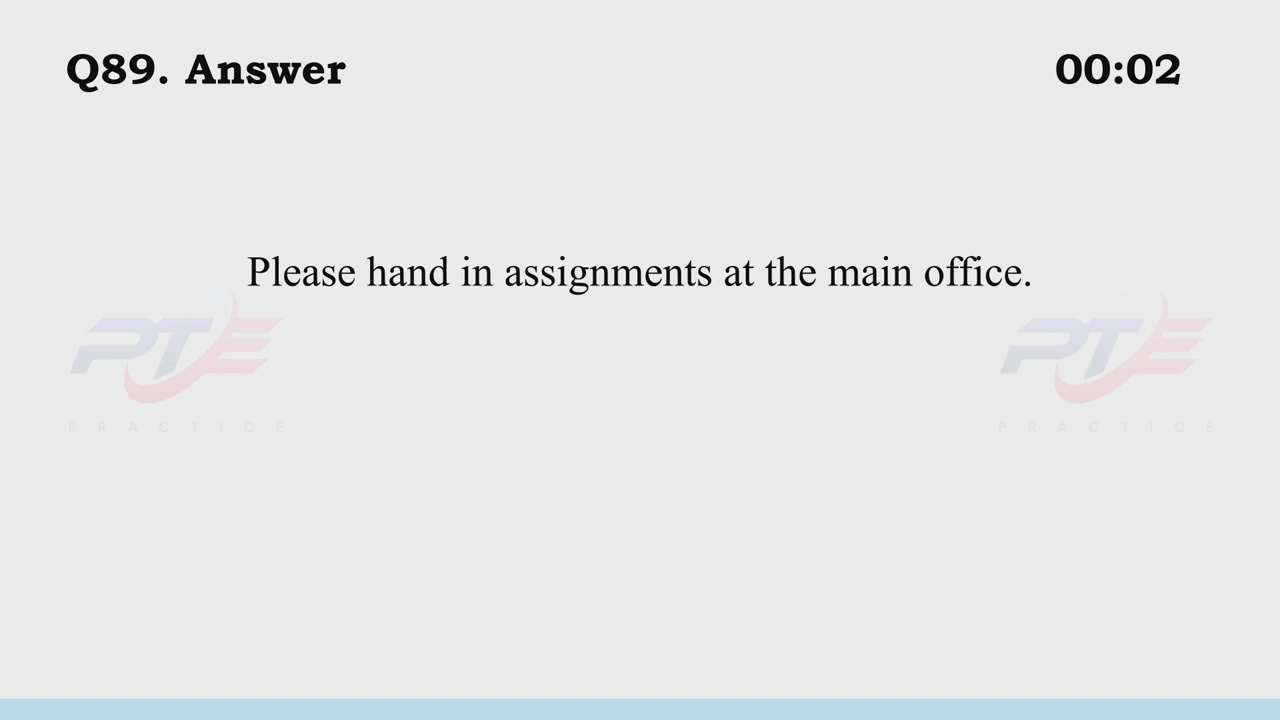 Q89. Answer
00:02
Please hand in assignments at the main office.
PTE
PRACTICE
PTE
PRACTICE